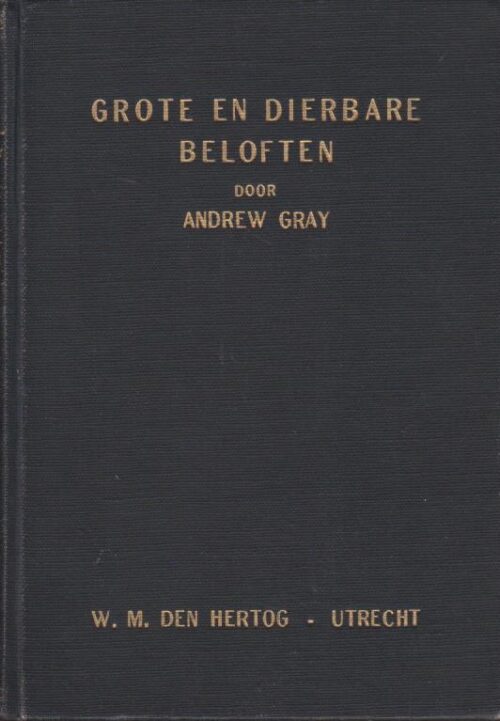 GROTE EN DIERBARE
BELOFTEN
DOOR
ANDREW GRAY
W. M. DEN HERTOG - UTRECHT